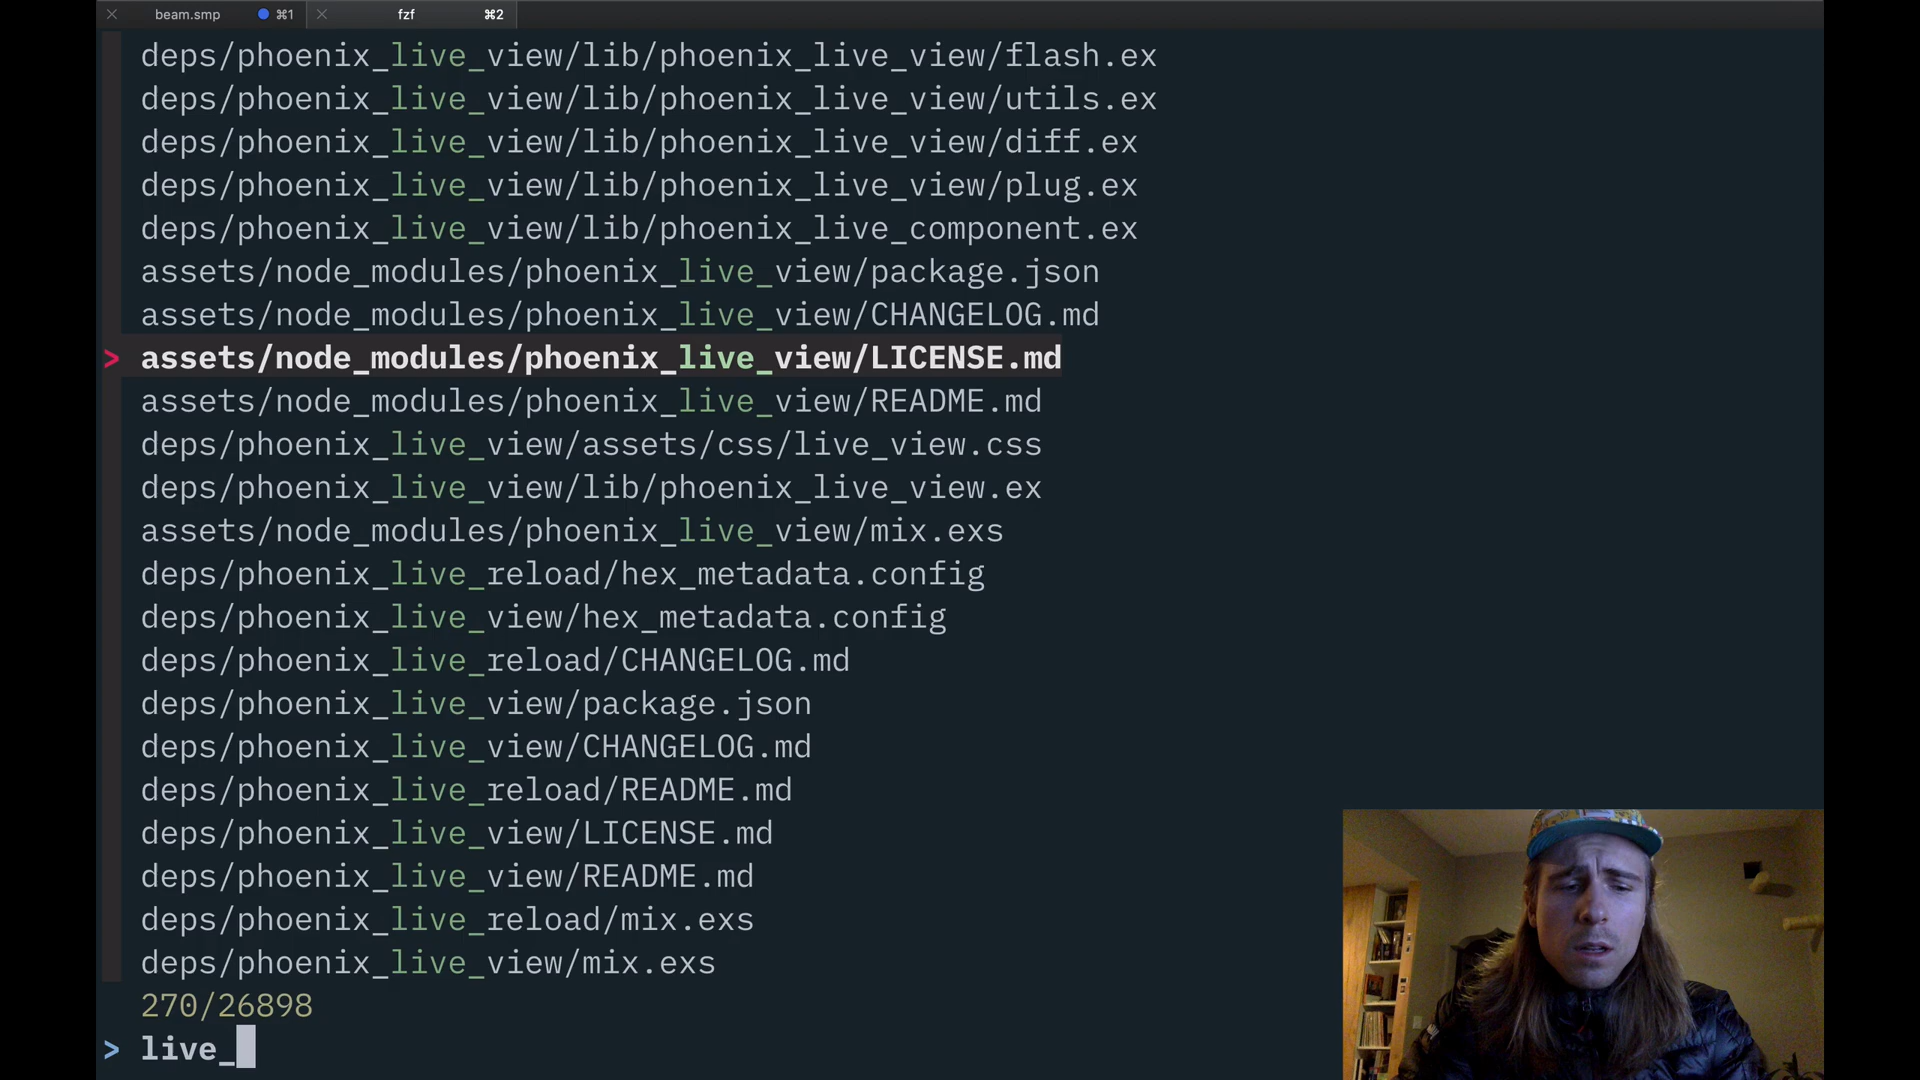 beam.smp ⌘1 fzf ⌘2
deps/phoenix_live_view/lib/phoenix_live_view/flash.ex
deps/phoenix_live_view/lib/phoenix_live_view/utils.ex
deps/phoenix_live_view/lib/phoenix_live_view/diff.ex
deps/phoenix_live_view/lib/phoenix_live_view/plug.ex
deps/phoenix_live_view/lib/phoenix_live_component.ex
assets/node_modules/phoenix_live_view/package.json
assets/node_modules/phoenix_live_view/CHANGELOG.md
> assets/node_modules/phoenix_live_view/LICENSE.md
assets/node_modules/phoenix_live_view/README.md
deps/phoenix_live_view/assets/css/live_view.css
deps/phoenix_live_view/lib/phoenix_live_view.ex
assets/node_modules/phoenix_live_view/mix.exs
deps/phoenix_live_reload/hex_metadata.config
deps/phoenix_live_view/hex_metadata.config
deps/phoenix_live_reload/CHANGELOG.md
deps/phoenix_live_view/package.json
deps/phoenix_live_view/CHANGELOG.md
deps/phoenix_live_reload/README.md
deps/phoenix_live_view/LICENSE.md
deps/phoenix_live_view/README.md
deps/phoenix_live_reload/mix.exs
deps/phoenix_live_view/mix.exs
270/26898
> live_